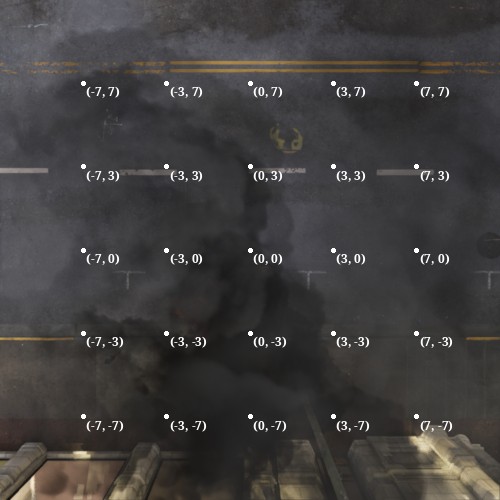 (-7, 7) (-3, 7) (0, 7) (3, 7) (7, 7)
(-7, 3) (-3, 3) (0, 3) (3, 3) (7, 3)
(-7, 0) (-3, 0) (0, 0) (3, 0) (7, 0)
(-7, -3) (-3, -3) (0, -3) (3, -3) (7, -3)
(-7, -7) (-3, -7) (0, -7) (3, -7) (7, -7)